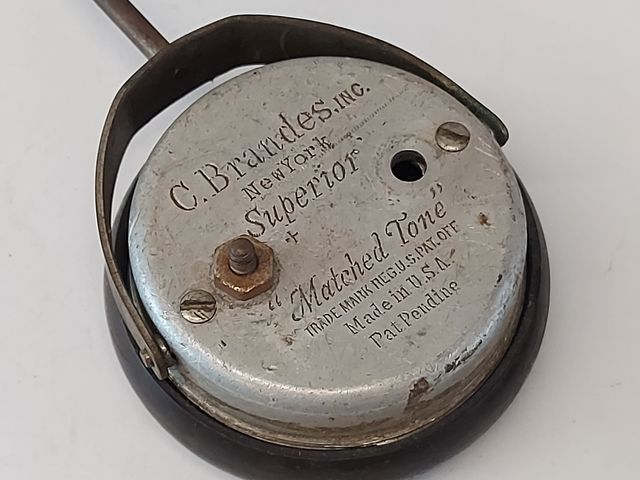 C. Brandes, INC.
New York
Superior
+
"Matched Tone"
TRADE MARK REG. U.S. PAT. OFF
Made in U.S.A.
Pat. Pending